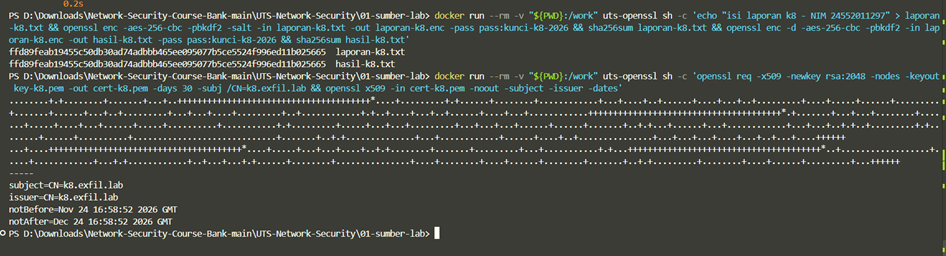 0.2s
PS D:\Downloads\Network-Security-Course-Bank-main\UTS-Network-Security\01-sumber-lab> docker run --rm -v "${PWD}:/work" uts-openssl sh -c 'echo "isi laporan k8 - NIM 24552011297" > lapora
n-k8.txt && openssl enc -aes-256-cbc -pbkdf2 -salt -in laporan-k8.txt -out laporan-k8.enc -pass pass:kunci-k8-2026 && sha256sum laporan-k8.txt && openssl enc -d -aes-256-cbc -pbkdf2 -in lap
oran-k8.enc -out hasil-k8.txt -pass pass:kunci-k8-2026 && sha256sum hasil-k8.txt'
ffd89feab19455c50db30ad74adbbb465ee095077b5ce5524f996ed11b025665  laporan-k8.txt
ffd89feab19455c50db30ad74adbbb465ee095077b5ce5524f996ed11b025665  hasil-k8.txt
PS D:\Downloads\Network-Security-Course-Bank-main\UTS-Network-Security\01-sumber-lab> docker run --rm -v "${PWD}:/work" uts-openssl sh -c 'openssl req -x509 -newkey rsa:2048 -nodes -keyout
key-k8.pem -out cert-k8.pem -days 30 -subj /CN=k8.exfil.lab && openssl x509 -in cert-k8.pem -noout -subject -issuer -dates'
-----
subject=CN=k8.exfil.lab
issuer=CN=k8.exfil.lab
notBefore=Nov 24 16:58:52 2026 GMT
notAfter=Dec 24 16:58:52 2026 GMT
PS D:\Downloads\Network-Security-Course-Bank-main\UTS-Network-Security\01-sumber-lab>